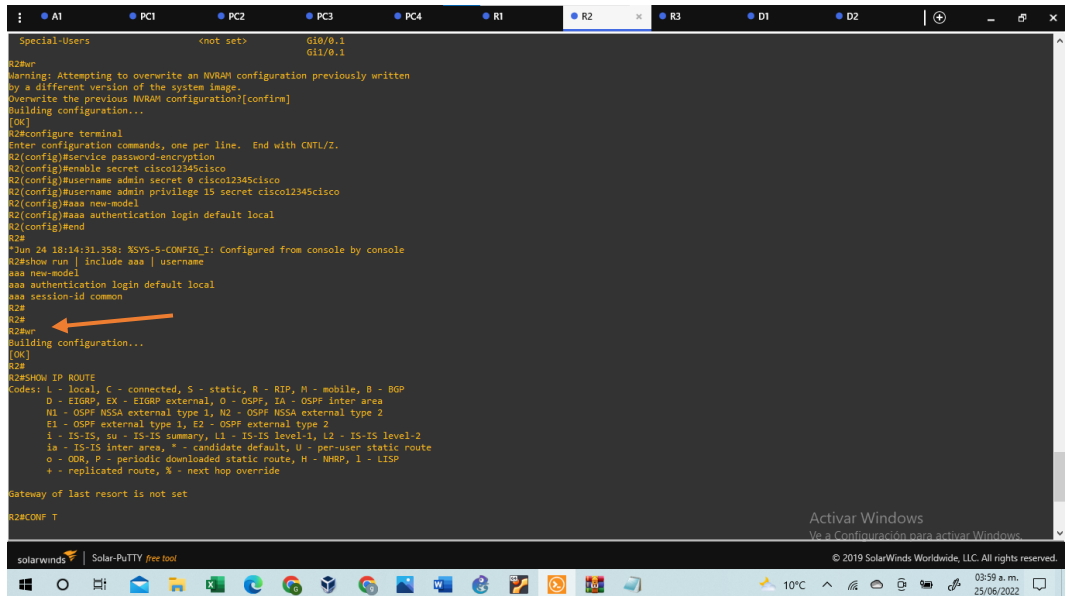 A1 PC1 PC2 PC3 PC4 R1 R2 × R3 D1 D2
Special-Users <not set> Gi0/0.1
Gi1/0.1
R2#wr
Warning: Attempting to overwrite an NVRAM configuration previously written
by a different version of the system image.
Overwrite the previous NVRAM configuration?[confirm]
Building configuration...
[OK]
R2#configure terminal
Enter configuration commands, one per line.  End with CNTL/Z.
R2(config)#service password-encryption
R2(config)#enable secret cisco12345cisco
R2(config)#username admin secret 0 cisco12345cisco
R2(config)#username admin privilege 15 secret cisco12345cisco
R2(config)#aaa new-model
R2(config)#aaa authentication login default local
R2(config)#end
R2#
*Jun 24 18:14:31.358: %SYS-5-CONFIG_I: Configured from console by console
R2#show run | include aaa | username
aaa new-model
aaa authentication login default local
aaa session-id common
R2#
R2#
R2#wr
Building configuration...
[OK]
R2#
R2#SHOW IP ROUTE
Codes: L - local, C - connected, S - static, R - RIP, M - mobile, B - BGP
D - EIGRP, EX - EIGRP external, O - OSPF, IA - OSPF inter area
N1 - OSPF NSSA external type 1, N2 - OSPF NSSA external type 2
E1 - OSPF external type 1, E2 - OSPF external type 2
i - IS-IS, su - IS-IS summary, L1 - IS-IS level-1, L2 - IS-IS level-2
ia - IS-IS inter area, * - candidate default, U - per-user static route
o - ODR, P - periodic downloaded static route, H - NHRP, l - LISP
+ - replicated route, % - next hop override
Gateway of last resort is not set
R2#CONF T
Activar Windows
Ve a Configuración para activar Windows.
solarwinds | Solar-PuTTY free tool © 2019 SolarWinds Worldwide, LLC. All rights reserved.
10°C 03:59 a. m.
25/06/2022